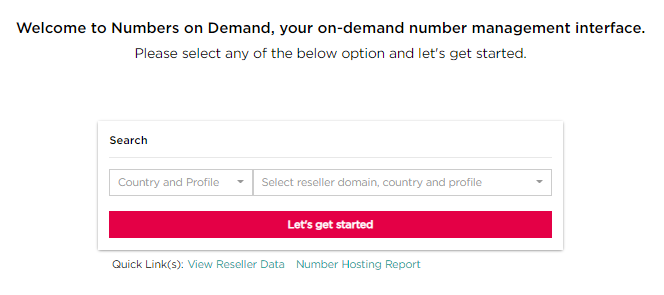 Welcome to Numbers on Demand, your on-demand number management interface.
Please select any of the below option and let's get started.
Search
Country and Profile Select reseller domain, country and profile
Let's get started
Quick Link(s): View Reseller Data Number Hosting Report